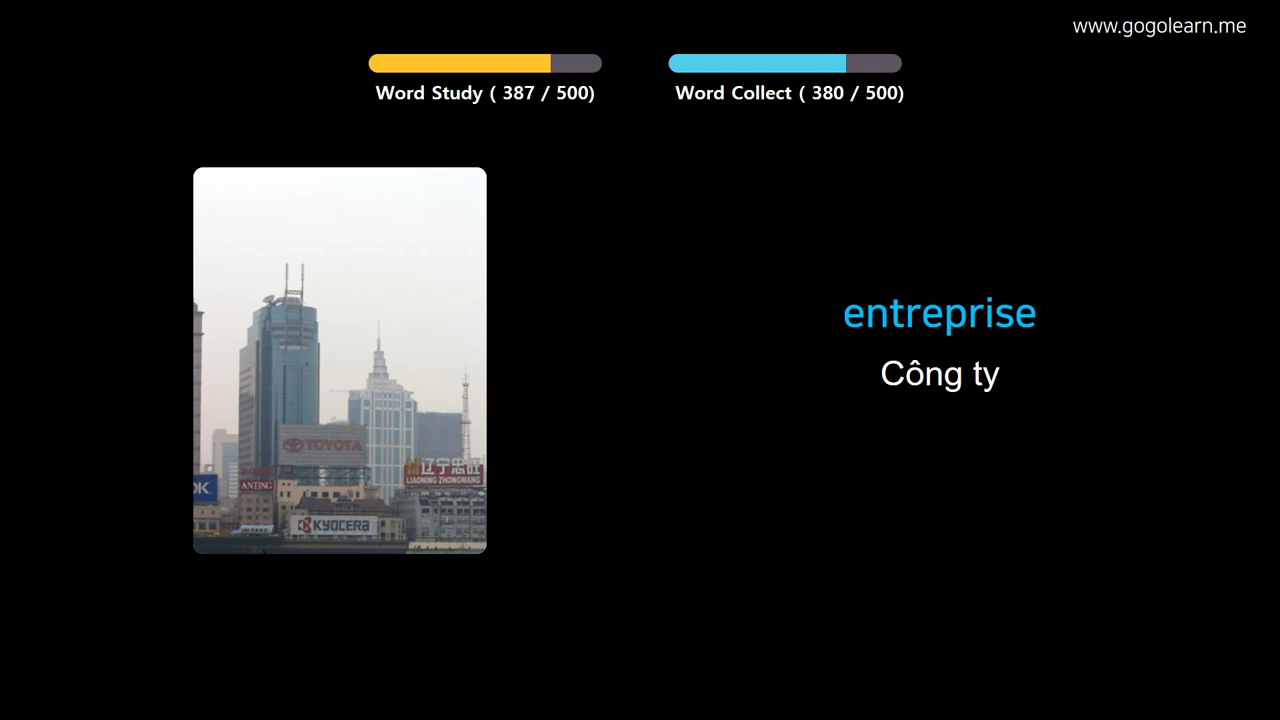 www.gogolearn.me
Word Study ( 387 / 500)
Word Collect ( 380 / 500)
entreprise
Công ty
TOYOTA
辽宁忠旺
LIAONING ZHONGWANG
OK
ANTING
KYOCERA